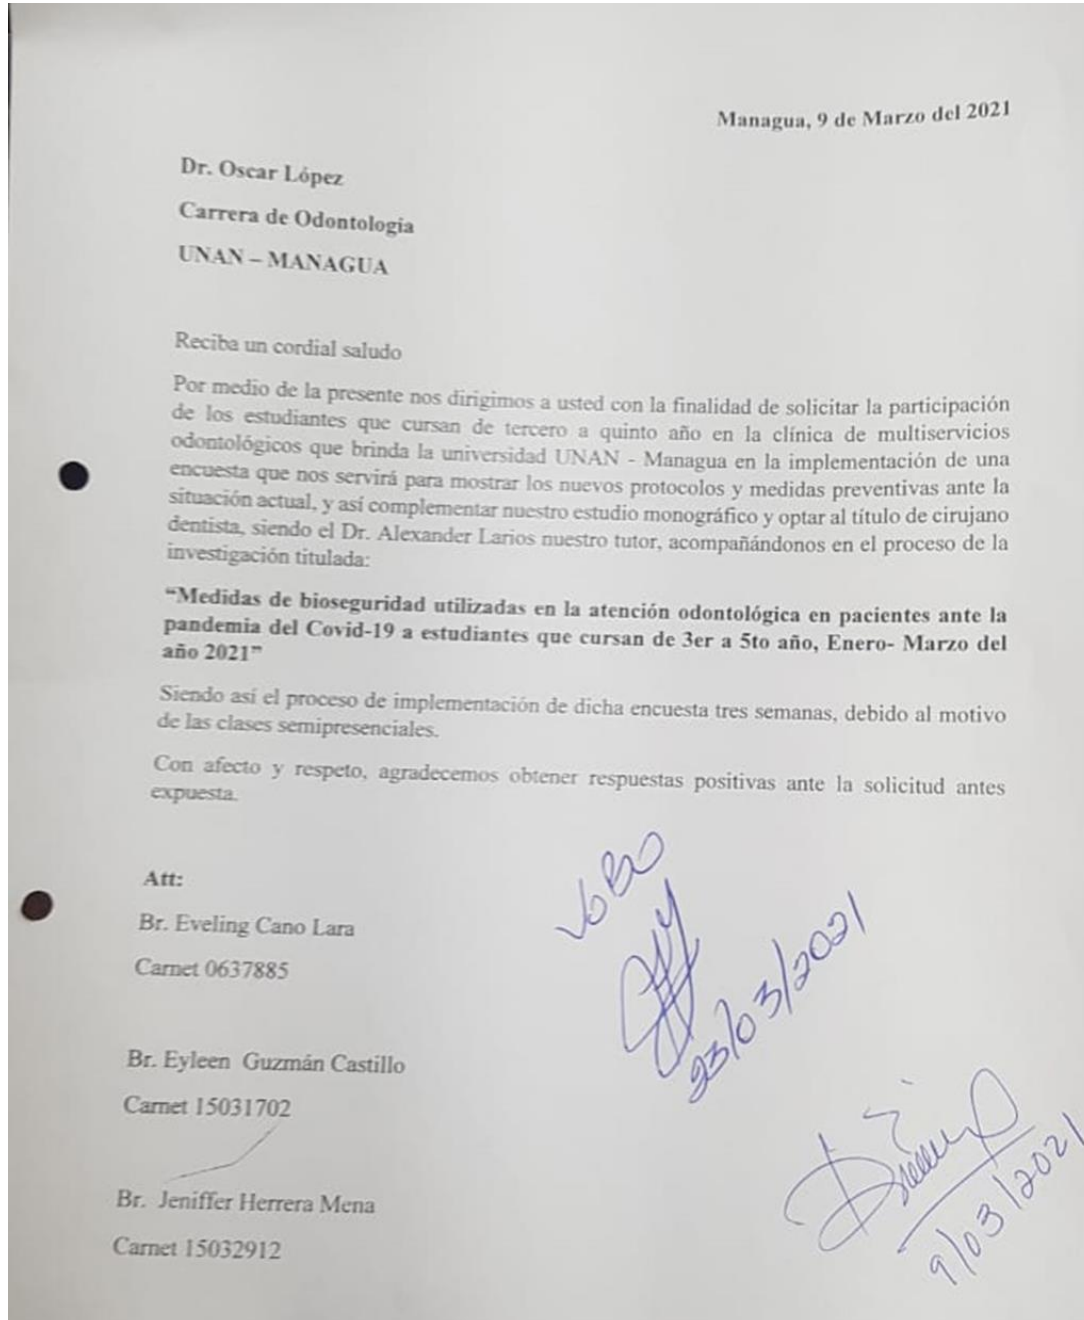 Managua, 9 de Marzo del 2021
Dr. Oscar López
Carrera de Odontología
UNAN – MANAGUA
Reciba un cordial saludo
Por medio de la presente nos dirigimos a usted con la finalidad de solicitar la participación
de los estudiantes que cursan de tercero a quinto año en la clínica de multiservicios
odontológicos que brinda la universidad UNAN - Managua en la implementación de una
encuesta que nos servirá para mostrar los nuevos protocolos y medidas preventivas ante la
situación actual, y así complementar nuestro estudio monográfico y optar al título de cirujano
dentista, siendo el Dr. Alexander Larios nuestro tutor, acompañándonos en el proceso de la
investigación titulada:
“Medidas de bioseguridad utilizadas en la atención odontológica en pacientes ante la
pandemia del Covid-19 a estudiantes que cursan de 3er a 5to año, Enero- Marzo del
año 2021”
Siendo así el proceso de implementación de dicha encuesta tres semanas, debido al motivo
de las clases semipresenciales.
Con afecto y respeto, agradecemos obtener respuestas positivas ante la solicitud antes
expuesta.
Att:
Br. Eveling Cano Lara
Carnet 0637885
Br. Eyleen Guzmán Castillo
Carnet 15031702
Br. Jeniffer Herrera Mena
Carnet 15032912
VoBo
23/03/2021
9/03/2021